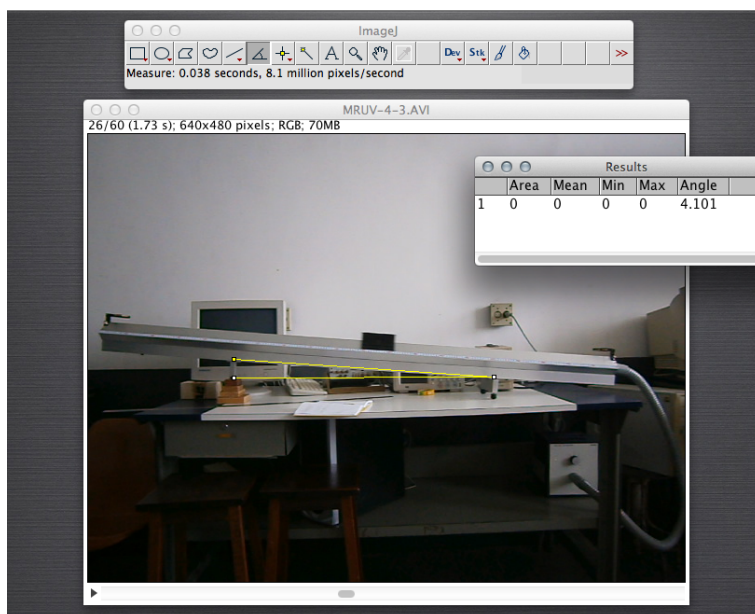 ImageJ
Dev Stk >>
Measure: 0.038 seconds, 8.1 million pixels/second
MRUV-4-3.AVI
26/60 (1.73 s); 640x480 pixels; RGB; 70MB
Results
Area Mean Min Max Angle
1 0 0 0 0 4.101